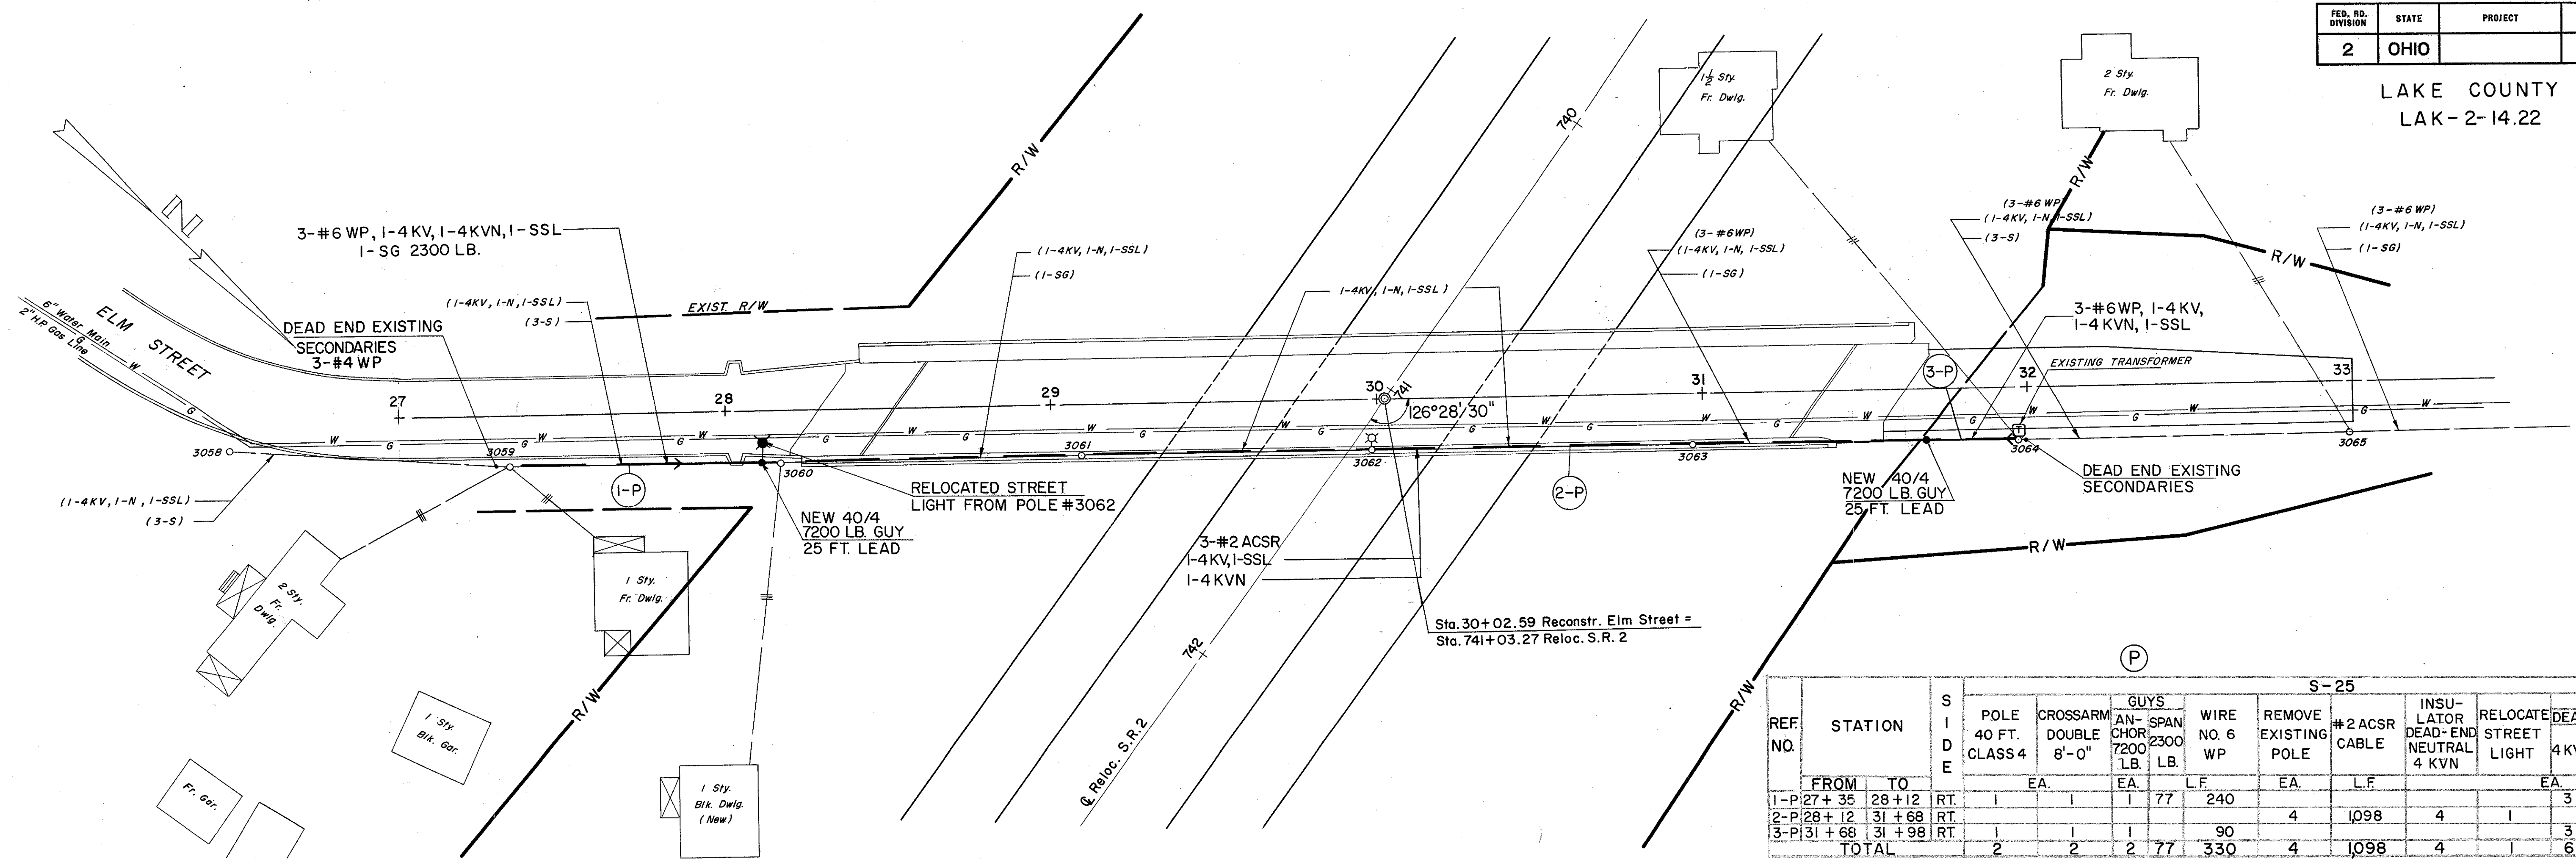 FED. RD. DIVISION STATE PROJECT
2 OHIO
LAKE COUNTY
LAK-2-14.22
1½ Sty.
Fr. Dwlg.
2 Sty.
Fr. Dwlg.
740
R/W
R/W
N
3-#6 WP, 1-4KV, 1-4KVN, 1-SSL
1-SG 2300 LB.
(1-4KV, 1-N, 1-SSL)
(3-S)
EXIST. R/W
(1-4KV, 1-N, 1-SSL)
(1-SG)
1-4KV, 1-N, 1-SSL)
(3-#6WP)
(1-4KV, 1-N, 1-SSL)
(1-SG)
(3-#6 WP)
(1-4KV, 1-N, 1-SSL)
(3-S)
(3-#6 WP)
(1-4KV, 1-N, 1-SSL)
(1-SG)
R/W
3-#6WP, 1-4KV,
1-4KVN, 1-SSL
EXISTING TRANSFORMER
6" Water Main
2" H.P. Gas Line
ELM STREET
DEAD END EXISTING
SECONDARIES
3-#4 WP
27 28 29 30 31 32 33
741
126°28'30"
3-P
T
W G W G W G W G W G W G W G W G
3058 3059 3060 3061 3062 3063 3064 3065
(1-4KV, 1-N, 1-SSL)
(3-S)
1-P
2-P
RELOCATED STREET
LIGHT FROM POLE #3062
NEW 40/4
7200 LB. GUY
25 FT. LEAD
NEW 40/4
7200 LB. GUY
25 FT. LEAD
DEAD END EXISTING
SECONDARIES
3-#2 ACSR
1-4KV, 1-SSL
1-4KVN
R/W
2 Sty.
Fr.
Dwlg.
1 Sty.
Fr. Dwlg.
Sta. 30+02.59 Reconstr. Elm Street =
Sta. 741+03.27 Reloc. S.R. 2
742
R/W
R/W
1 Sty.
Blk. Gar.
Fr. Gar.
1 Sty.
Blk. Dwlg.
(New)
℄ Reloc. S.R. 2
P
S-25
REF. NO. STATION SIDE POLE 40 FT. CLASS 4 CROSSARM DOUBLE 8'-0" GUYS ANCHOR 7200 LB. SPAN 2300 LB. WIRE NO. 6 WP REMOVE EXISTING POLE #2 ACSR CABLE INSU-LATOR DEAD-END NEUTRAL 4 KVN RELOCATE STREET LIGHT
FROM TO EA. EA. L.F. EA. L.F. EA.
1-P 27+35 28+12 RT. 1 1 1 77 240 3
2-P 28+12 31+68 RT. 4 1,098 4 1
3-P 31+68 31+98 RT. 1 1 1 90 3
TOTAL 2 2 2 77 330 4 1,098 4 1